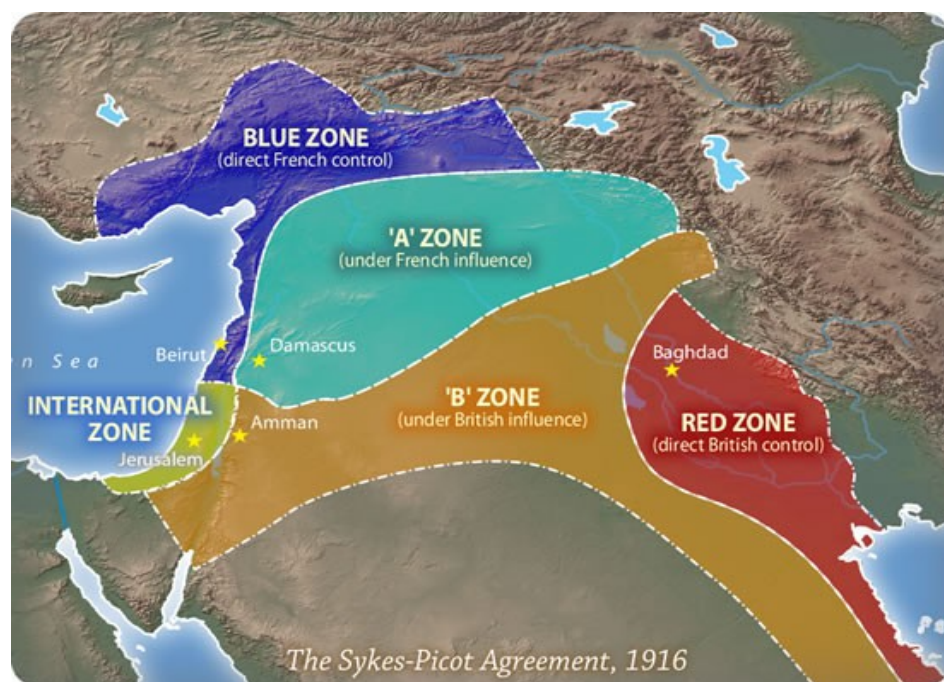 BLUE ZONE
(direct French control)
'A' ZONE
(under French influence)
Beirut
Damascus
n Sea
Baghdad
'B' ZONE
(under British influence)
INTERNATIONAL
ZONE
Amman
RED ZONE
(direct British control)
Jerusalem
The Sykes-Picot Agreement, 1916